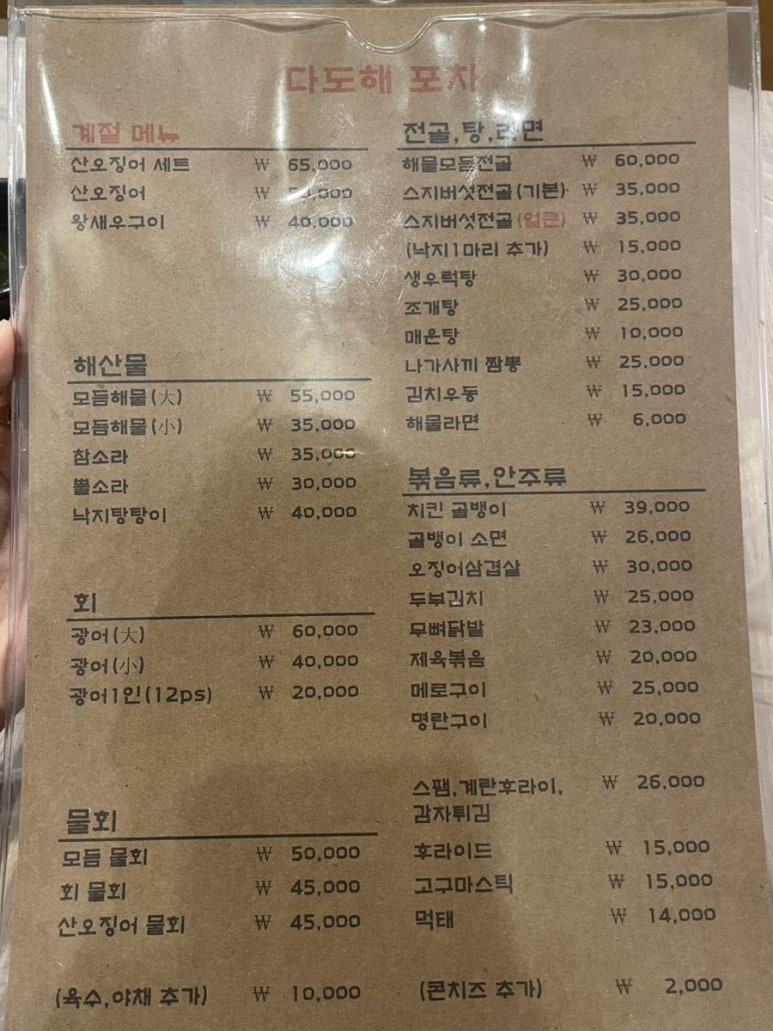 다도해 포차
계절 메뉴
산오징어 세트 ₩ 65,000
산오징어 ₩
왕새우구이 ₩ 40,000
해산물
모듬해물(大) ₩ 55,000
모듬해물(小) ₩ 35,000
참소라 ₩ 35,000
뿔소라 ₩ 30,000
낙지탕탕이 ₩ 40,000
회
광어(大) ₩ 60,000
광어(小) ₩ 40,000
광어1인(12ps) ₩ 20,000
물회
모듬 물회 ₩ 50,000
회 물회 ₩ 45,000
산오징어 물회 ₩ 45,000
(육수,야채 추가) ₩ 10,000
전골,탕,라면
해물모듬전골 ₩ 60,000
스지버섯전골(기본) ₩ 35,000
스지버섯전골(얼큰) ₩ 35,000
(낙지1마리 추가) ₩ 15,000
생우럭탕 ₩ 30,000
조개탕 ₩ 25,000
매운탕 ₩ 10,000
나가사끼 짬뽕 ₩ 25,000
김치우동 ₩ 15,000
해물라면 ₩ 6,000
볶음류,안주류
치킨 골뱅이 ₩ 39,000
골뱅이 소면 ₩ 26,000
오징어삼겹살 ₩ 30,000
두부김치 ₩ 25,000
무뼈닭발 ₩ 23,000
제육볶음 ₩ 20,000
메로구이 ₩ 25,000
명란구이 ₩ 20,000
스팸,계란후라이, ₩ 26,000
감자튀김
후라이드 ₩ 15,000
고구마스틱 ₩ 15,000
먹태 ₩ 14,000
(콘치즈 추가) ₩ 2,000